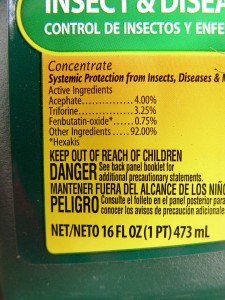 INSECT & DISEA
CONTROL DE INSECTOS Y ENFE
Concentrate
Systemic Protection from Insects, Diseases & M
Active Ingredients
Acephate................ 4.00%
Triforine................. 3.25%
Fenbutatin-oxide*...... 0.75%
Other Ingredients ..... 92.00%
*Hexakis
KEEP OUT OF REACH OF CHILDREN
DANGER See back panel booklet for
additional precautionary statements.
MANTENER FUERA DEL ALCANCE DE LOS NIÑO
PELIGRO Consulte el folleto en el panel posterior para
conocer los avisos de precaución adicionale
NET/NETO 16 FL OZ (1 PT) 473 mL